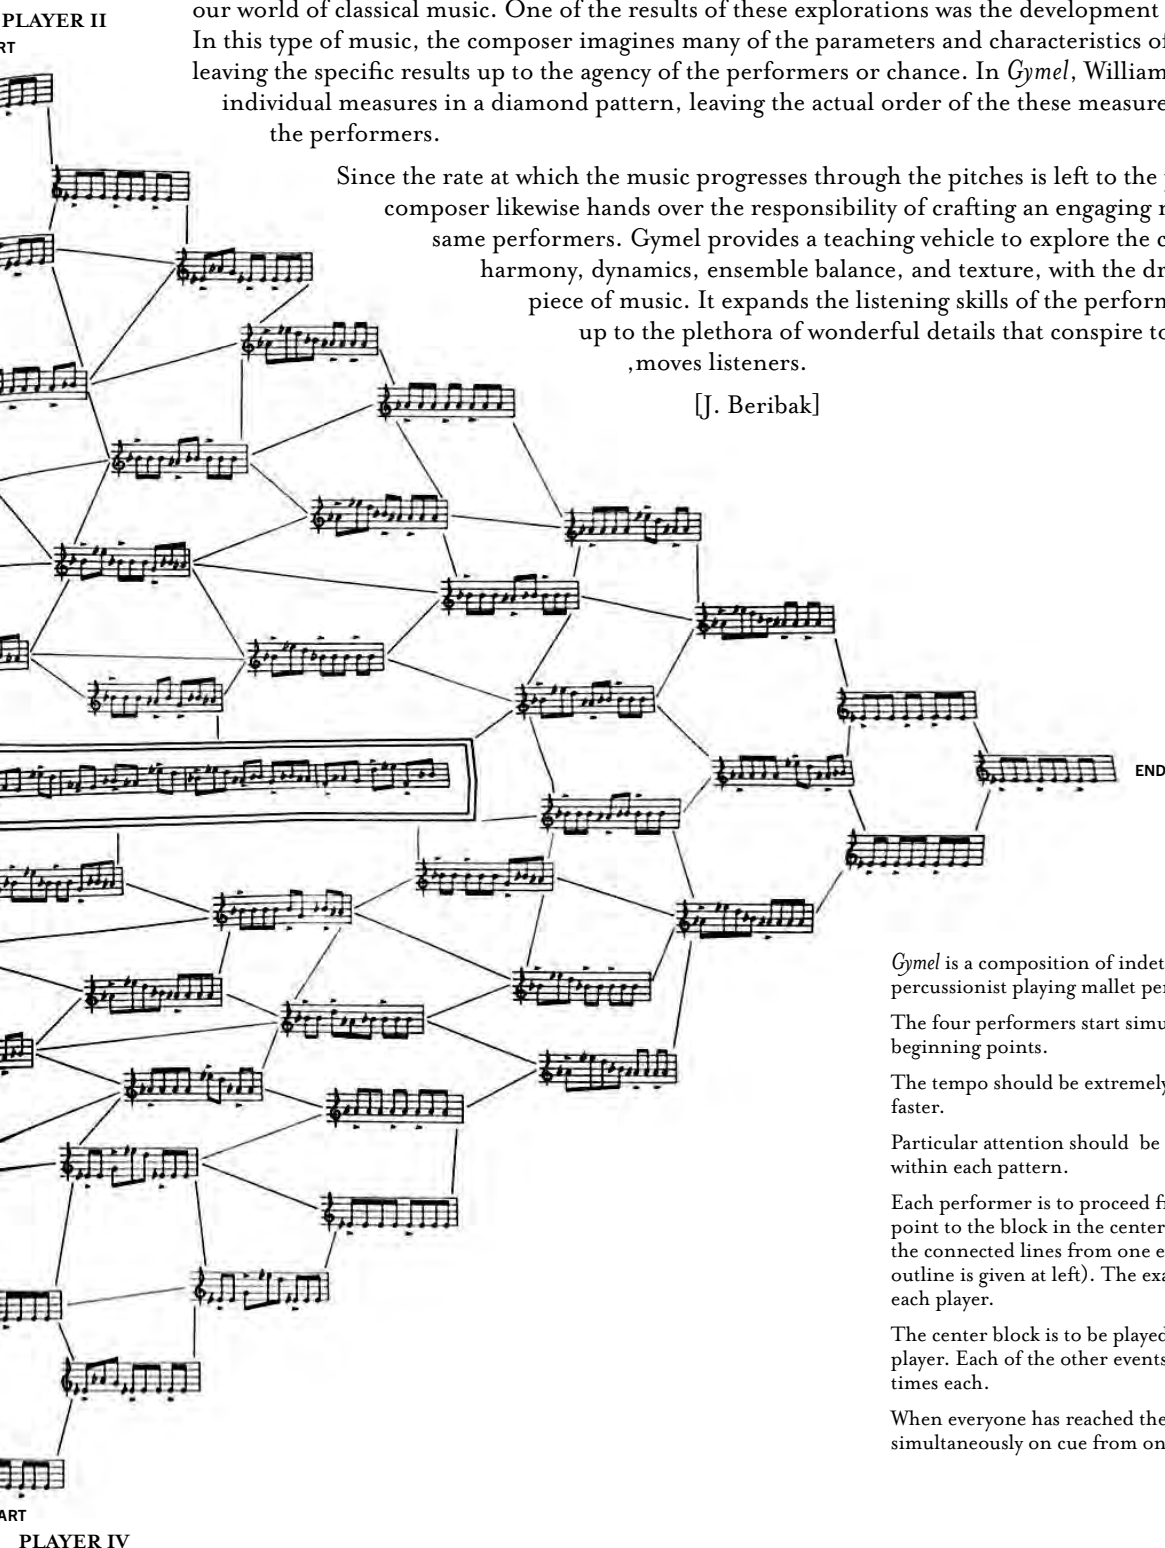 PLAYER II
RT
our world of classical music. One of the results of these explorations was the development
In this type of music, the composer imagines many of the parameters and characteristics of
leaving the specific results up to the agency of the performers or chance. In Gymel, William
individual measures in a diamond pattern, leaving the actual order of the these measure
the performers.
Since the rate at which the music progresses through the pitches is left to the
composer likewise hands over the responsibility of crafting an engaging
same performers. Gymel provides a teaching vehicle to explore the
harmony, dynamics, ensemble balance, and texture, with the
piece of music. It expands the listening skills of the perform
up to the plethora of wonderful details that conspire to
,moves listeners.
[J. Beribak]
END
Gymel is a composition of indet
percussionist playing mallet per
The four performers start simu
beginning points.
The tempo should be extremely
faster.
Particular attention should be
within each pattern.
Each performer is to proceed
point to the block in the center
the connected lines from one e
outline is given at left). The exa
each player.
The center block is to be played
player. Each of the other events
times each.
When everyone has reached the
simultaneously on cue from on
ART
PLAYER IV